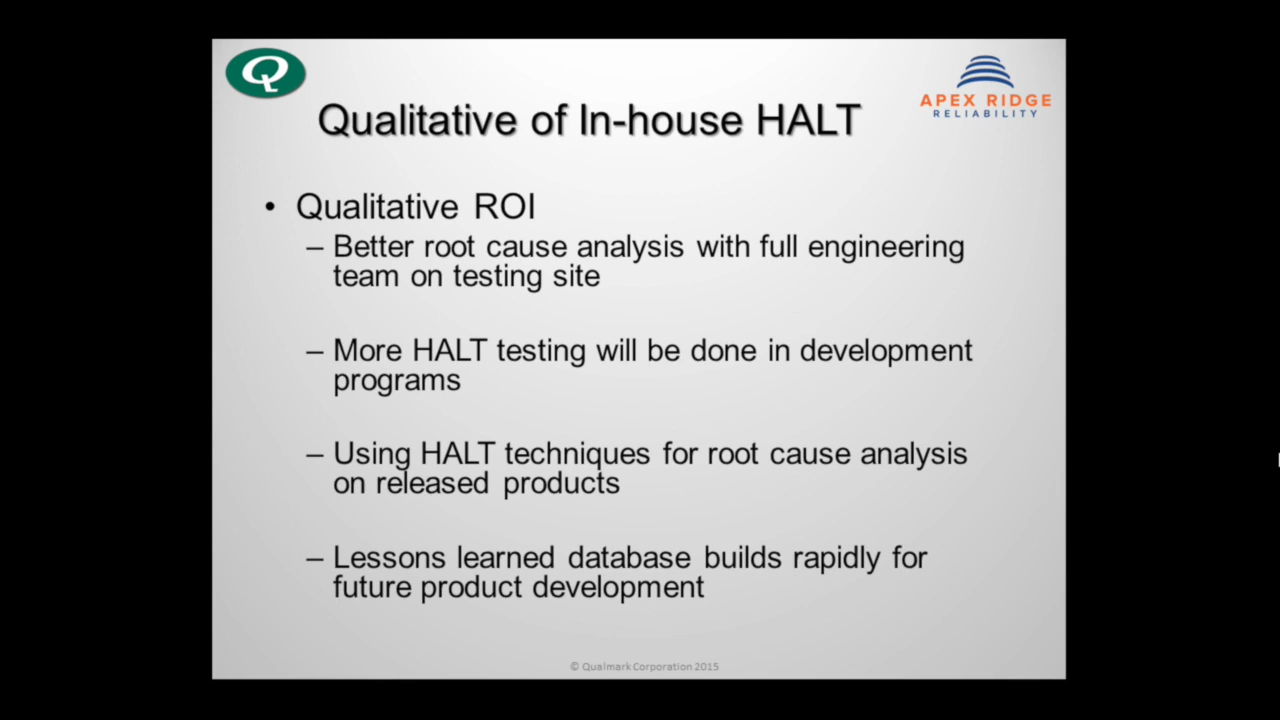 Q
APEX RIDGE
RELIABILITY
Qualitative of In-house HALT
• Qualitative ROI
– Better root cause analysis with full engineering
team on testing site
– More HALT testing will be done in development
programs
– Using HALT techniques for root cause analysis
on released products
– Lessons learned database builds rapidly for
future product development
© Qualmark Corporation 2015